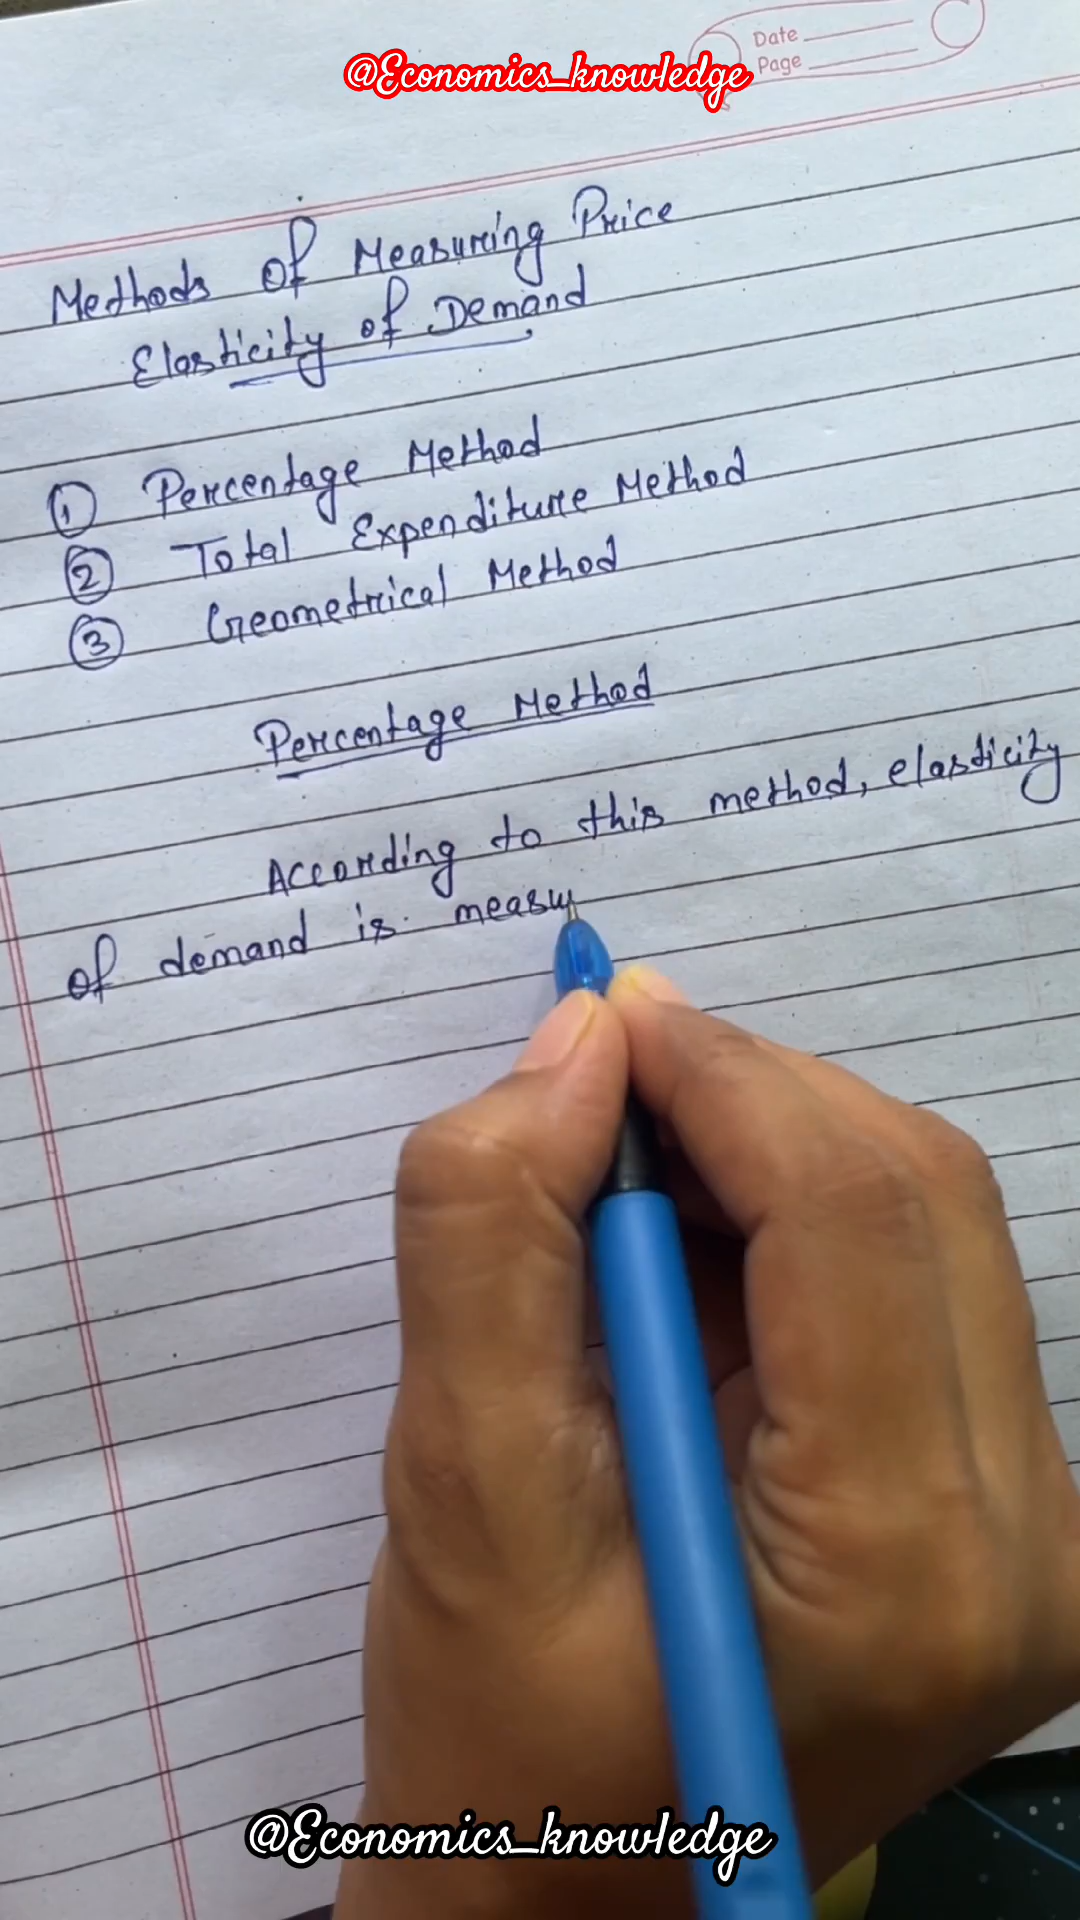 Date
Page
@Economics_knowledge
Methods of Measuring Price
Elasticity of Demand
1 Percentage Method
2 Total Expenditure Method
3 Geometrical Method
Percentage Method
According to this method, elasticity
of demand is measu
@Economics_knowledge